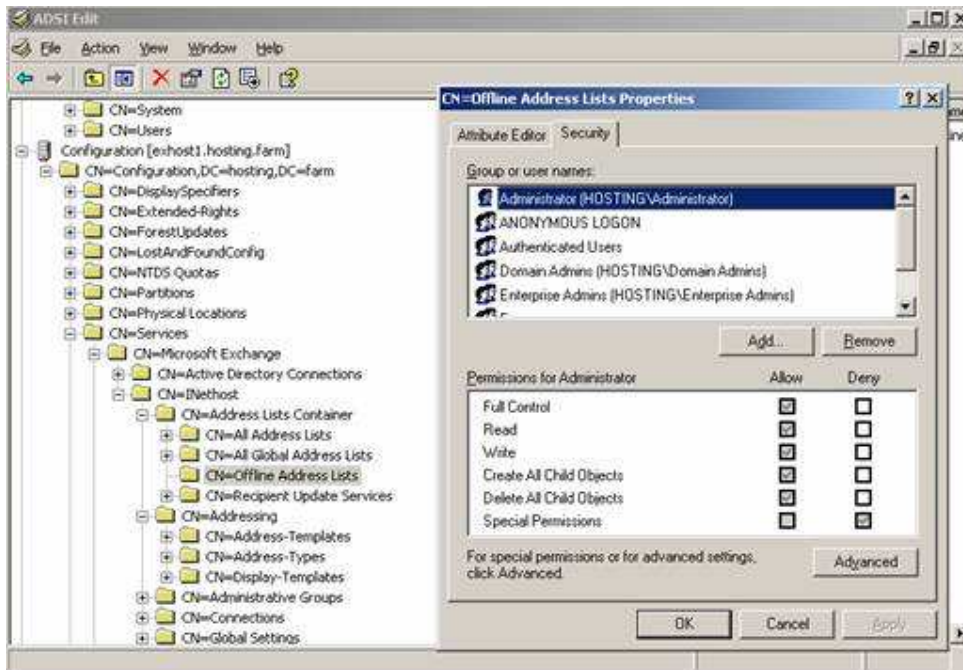 ADSI Edit
File Action View Window Help
CN=System
CN=Users
Configuration [exhost1.hosting.farm]
CN=Configuration,DC=hosting,DC=farm
CN=DisplaySpecifiers
CN=Extended-Rights
CN=ForestUpdates
CN=LostAndFoundConfig
CN=NTDS Quotas
CN=Partitions
CN=Physical Locations
CN=Services
CN=Microsoft Exchange
CN=Active Directory Connections
CN=INethost
CN=Address Lists Container
CN=All Address Lists
CN=All Global Address Lists
CN=Offline Address Lists
CN=Recipient Update Services
CN=Addressing
CN=Address-Templates
CN=Address-Types
CN=Display-Templates
CN=Administrative Groups
CN=Connections
CN=Global Settings
CN=Offline Address Lists Properties
Attribute Editor Security
Group or user names:
Administrator (HOSTING\Administrator)
ANONYMOUS LOGON
Authenticated Users
Domain Admins (HOSTING\Domain Admins)
Enterprise Admins (HOSTING\Enterprise Admins)
Add... Remove
Permissions for Administrator Allow Deny
Full Control
Read
Write
Create All Child Objects
Delete All Child Objects
Special Permissions
For special permissions or for advanced settings,
click Advanced.
Advanced
OK Cancel Apply